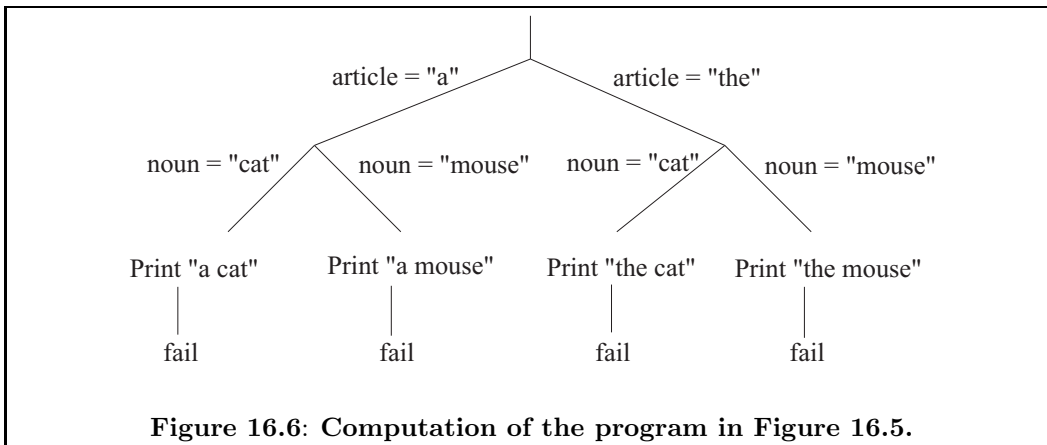 article = "a" article = "the"
noun = "cat" noun = "mouse" noun = "cat" noun = "mouse"
Print "a cat" Print "a mouse" Print "the cat" Print "the mouse"
fail fail fail fail
Figure 16.6: Computation of the program in Figure 16.5.